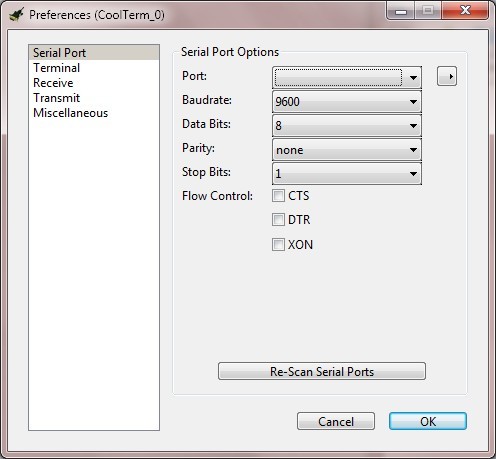 Preferences (CoolTerm_0)
Serial Port
Terminal
Receive
Transmit
Miscellaneous
Serial Port Options
Port:
Baudrate: 9600
Data Bits: 8
Parity: none
Stop Bits: 1
Flow Control: CTS
DTR
XON
Re-Scan Serial Ports
Cancel OK